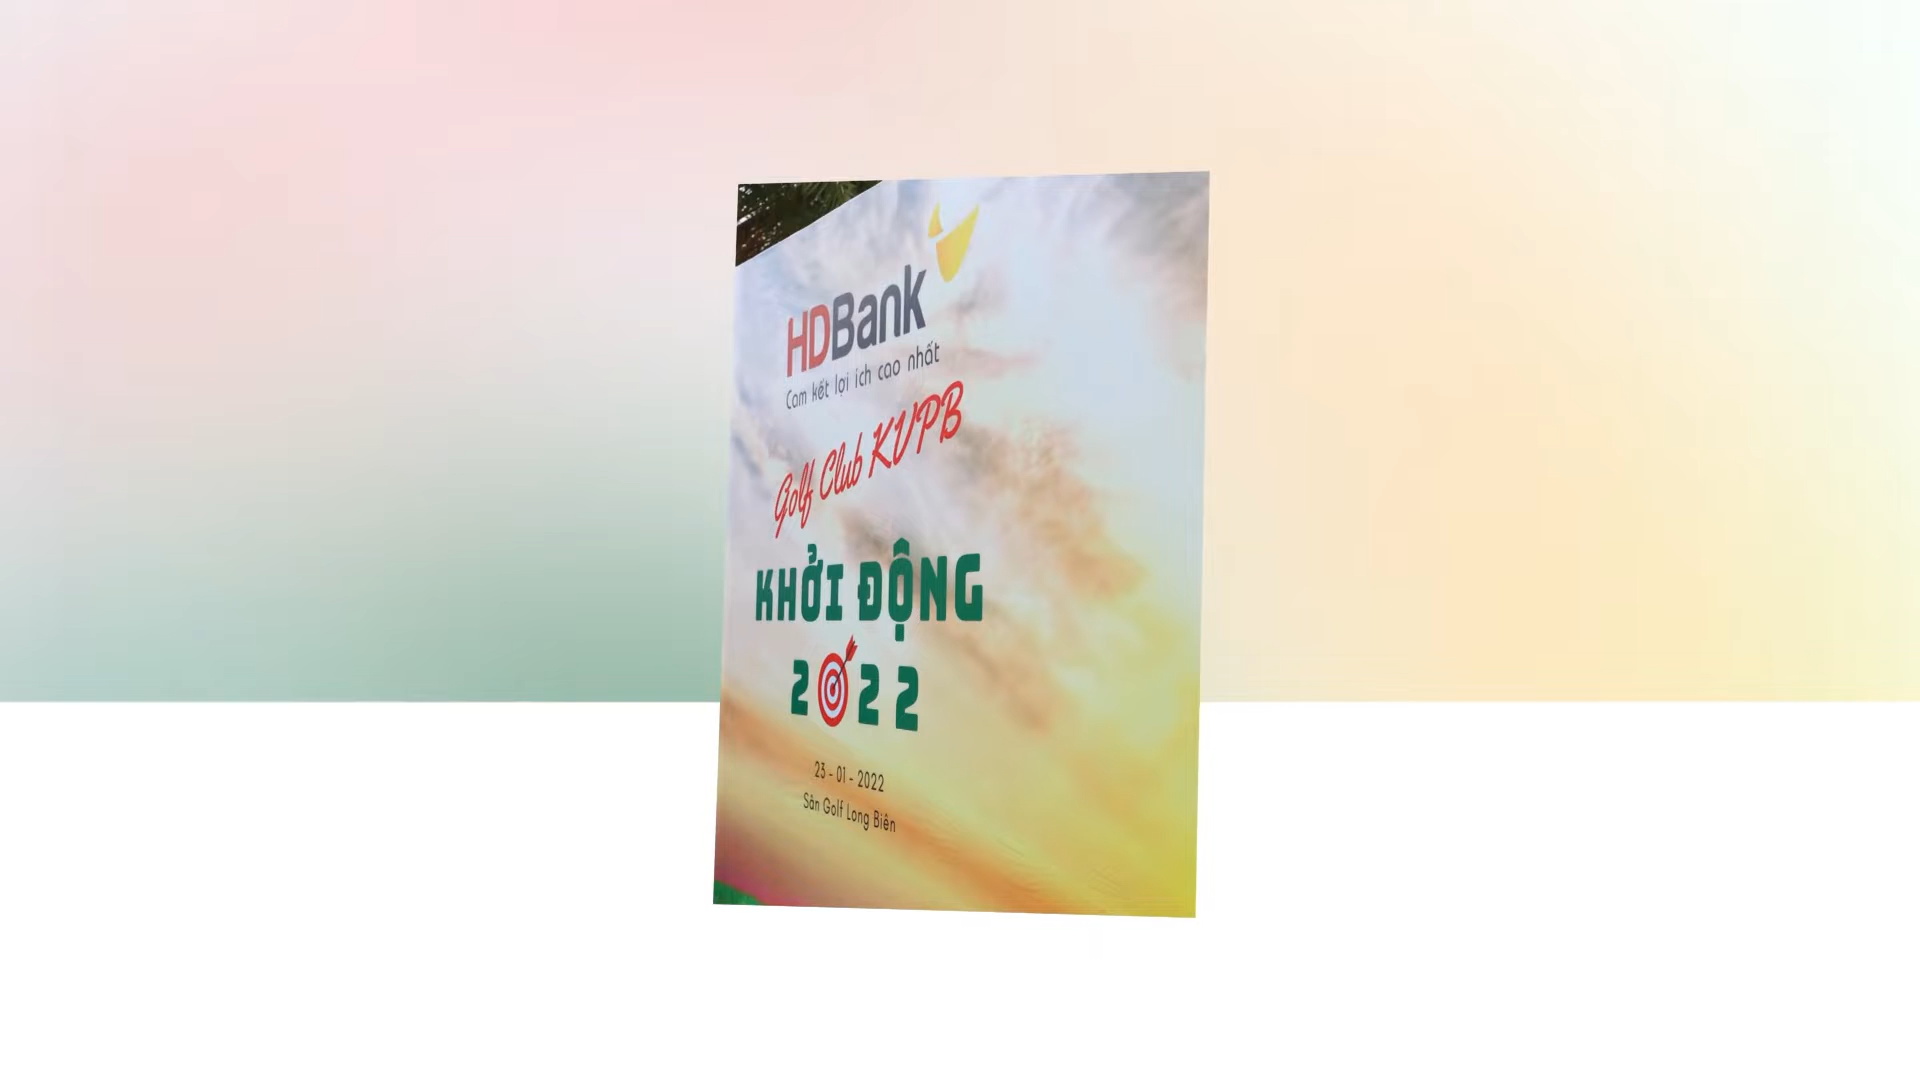 HDBank
Cam kết lợi ích cao nhất
Golf Club KVPB
KHỞI ĐỘNG
2022
23 - 01 - 2022
Sân Golf Long Biên